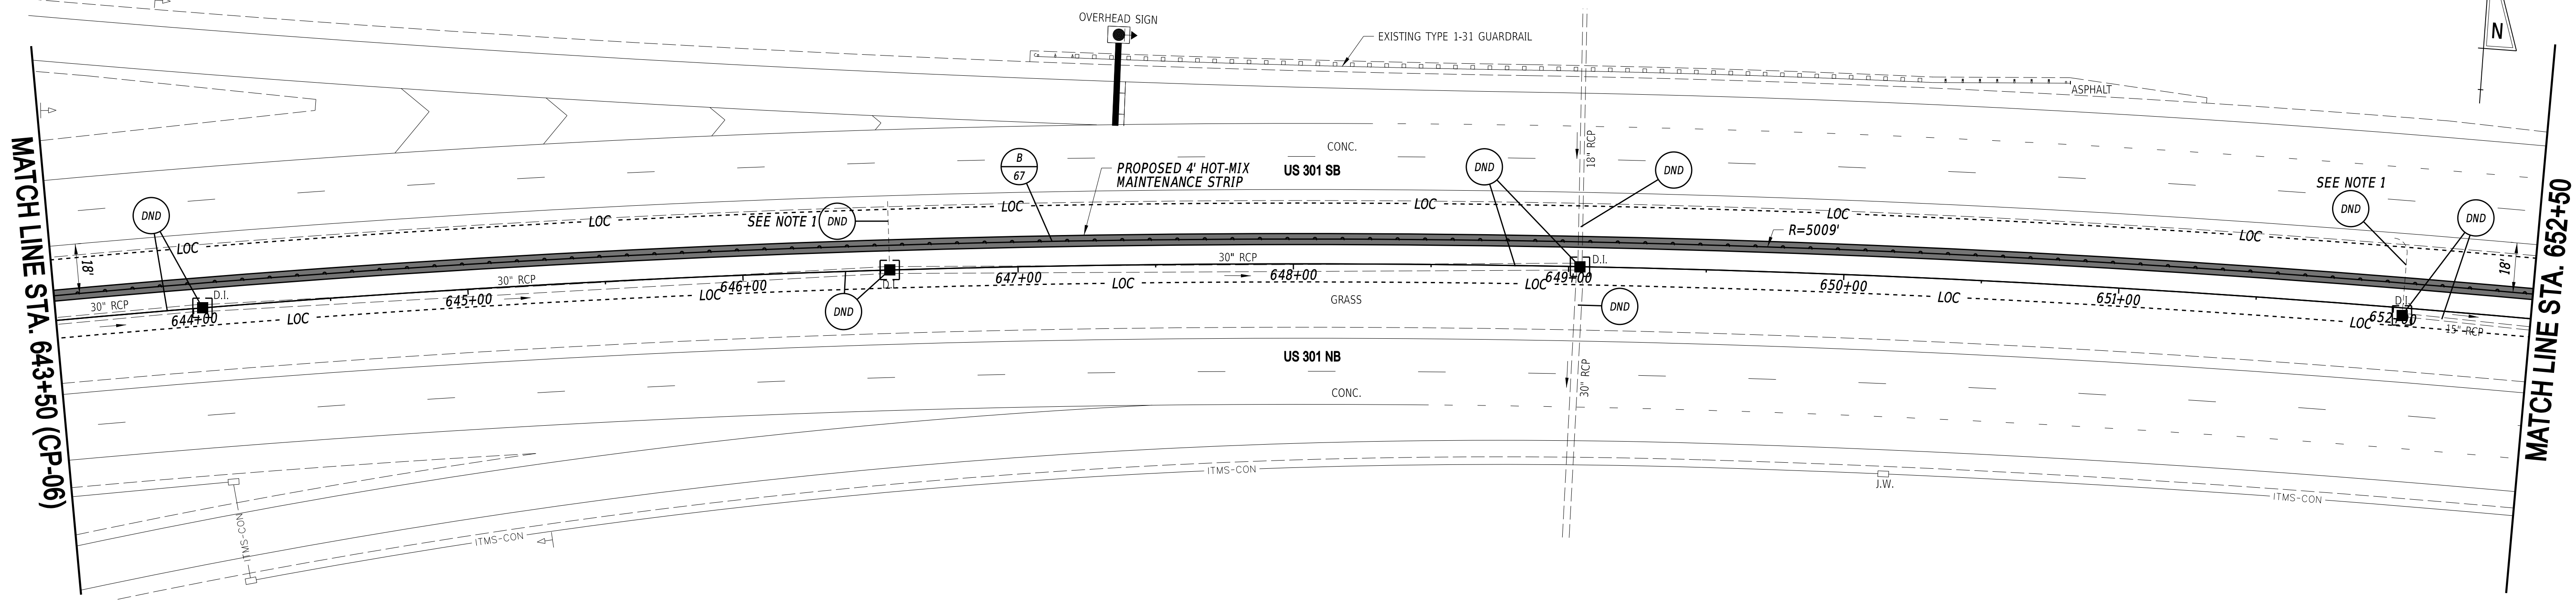 OVERHEAD SIGN
EXISTING TYPE 1-31 GUARDRAIL
N
ASPHALT
MATCH LINE STA. 643+50 (CP-06)
MATCH LINE STA. 652+50
CONC.
18" RCP
US 301 SB
B
67
PROPOSED 4' HOT-MIX
MAINTENANCE STRIP
DND
DND
DND
SEE NOTE 1
DND
SEE NOTE 1
DND
DND
LOC
LOC
LOC
LOC
LOC
LOC
R=5009'
18'
18'
30" RCP
30" RCP
30" RCP
15" RCP
D.I.
D.I.
D.I.
D.I.
644+00
645+00
646+00
647+00
648+00
649+00
650+00
651+00
652+00
LOC
LOC
LOC
LOC
LOC
LOC
DND
DND
GRASS
US 301 NB
30" RCP
CONC.
ITMS-CON
ITMS-CON
ITMS-CON
ITMS-CON
J.W.